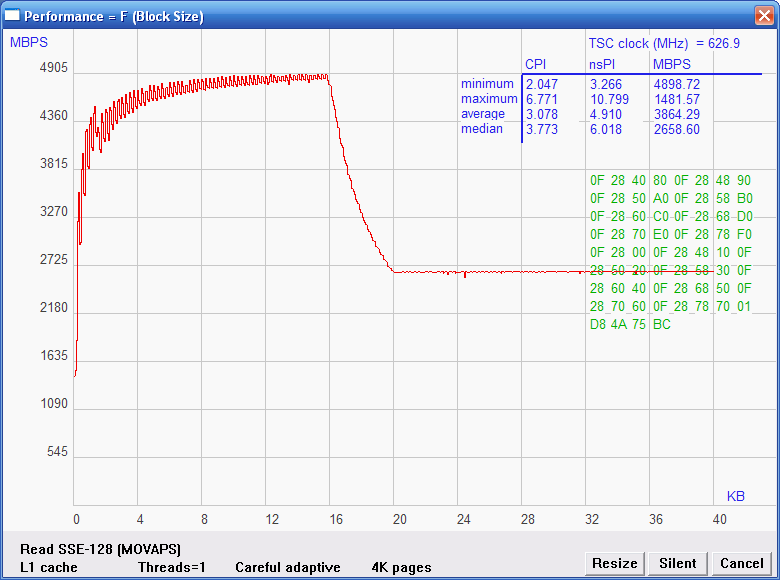 Performance = F (Block Size)
MBPS
TSC clock (MHz) = 626.9
CPI nsPI MBPS
minimum 2.047 3.266 4898.72
maximum 6.771 10.799 1481.57
average 3.078 4.910 3864.29
median 3.773 6.018 2658.60
4905
4360
3815
3270
2725
2180
1635
1090
545
0F 28 40 80 0F 28 48 90
0F 28 50 A0 0F 28 58 B0
0F 28 60 C0 0F 28 68 D0
0F 28 70 E0 0F 28 78 F0
0F 28 00 0F 28 48 10 0F
28 50 20 0F 28 58 30 0F
28 60 40 0F 28 68 50 0F
28 70 60 0F 28 78 70 01
D8 4A 75 BC
KB
0 4 8 12 16 20 24 28 32 36 40
Read SSE-128 (MOVAPS)
L1 cache Threads=1 Careful adaptive 4K pages
Resize Silent Cancel